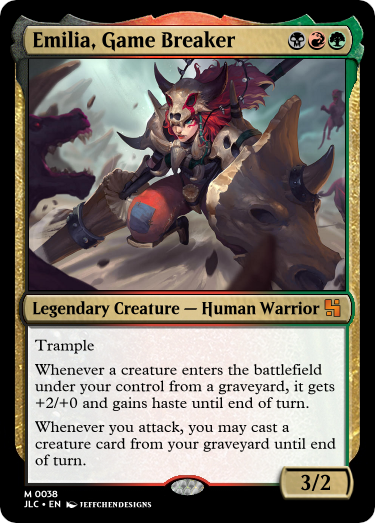 Emilia, Game Breaker
Legendary Creature — Human Warrior
Trample
Whenever a creature enters the battlefield
under your control from a graveyard, it gets
+2/+0 and gains haste until end of turn.
Whenever you attack, you may cast a
creature card from your graveyard until end
of turn.
3/2
M 0038
JLC • EN JEFFCHENDESIGNS